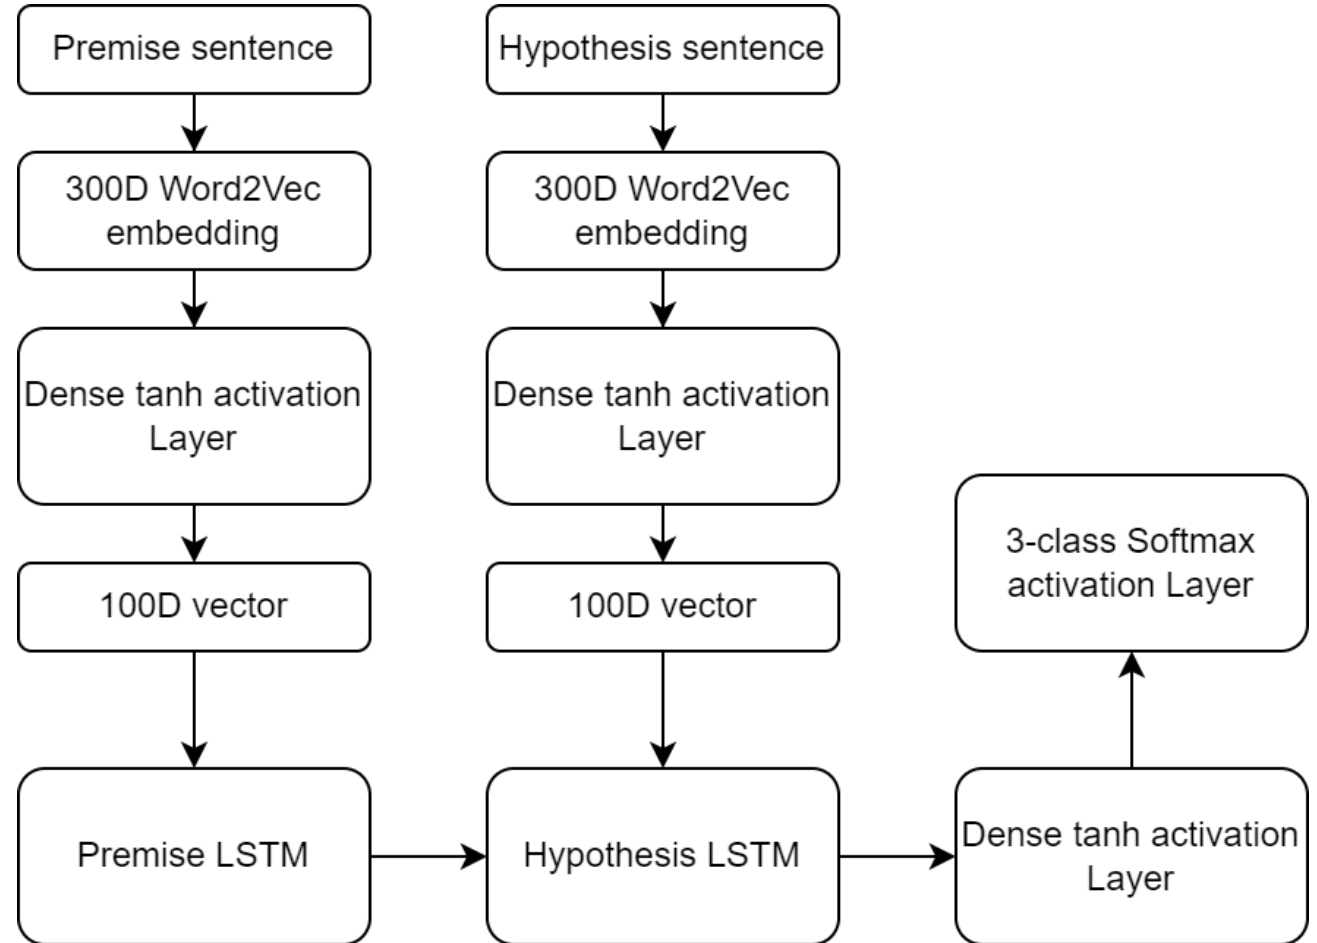 Premise sentence
300D Word2Vec
embedding
Dense tanh activation
Layer
100D vector
Premise LSTM
Hypothesis sentence
300D Word2Vec
embedding
Dense tanh activation
Layer
100D vector
Hypothesis LSTM
Dense tanh activation
Layer
3-class Softmax
activation Layer